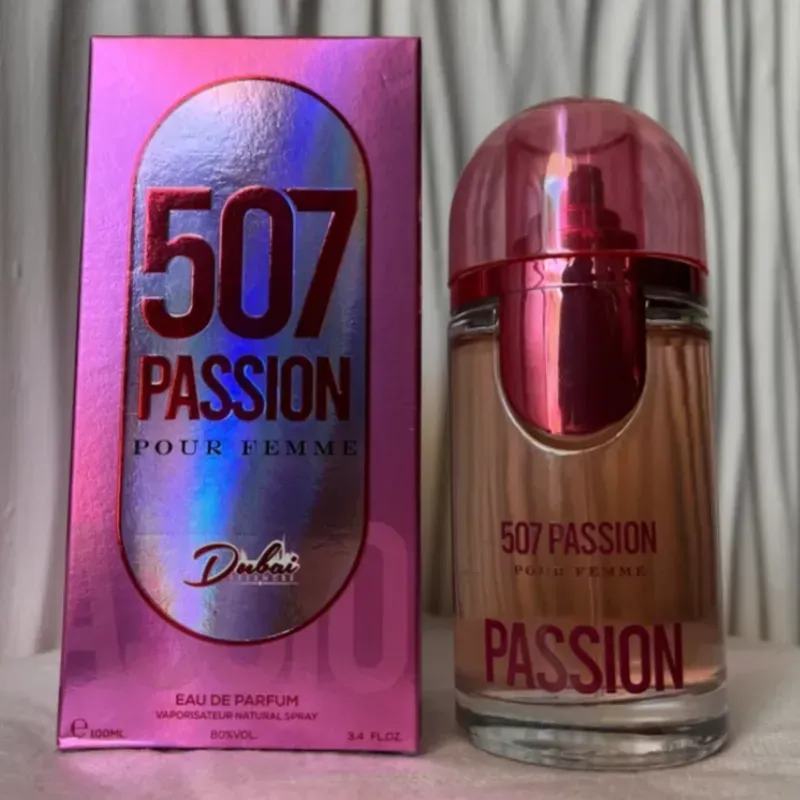 507
PASSION
POUR FEMME
Dubai
EAU DE PARFUM
VAPORISATEUR NATURAL SPRAY
e 100ML
80%VOL.
3.4 FL.OZ.
507 PASSION
POUR FEMME
PASSION